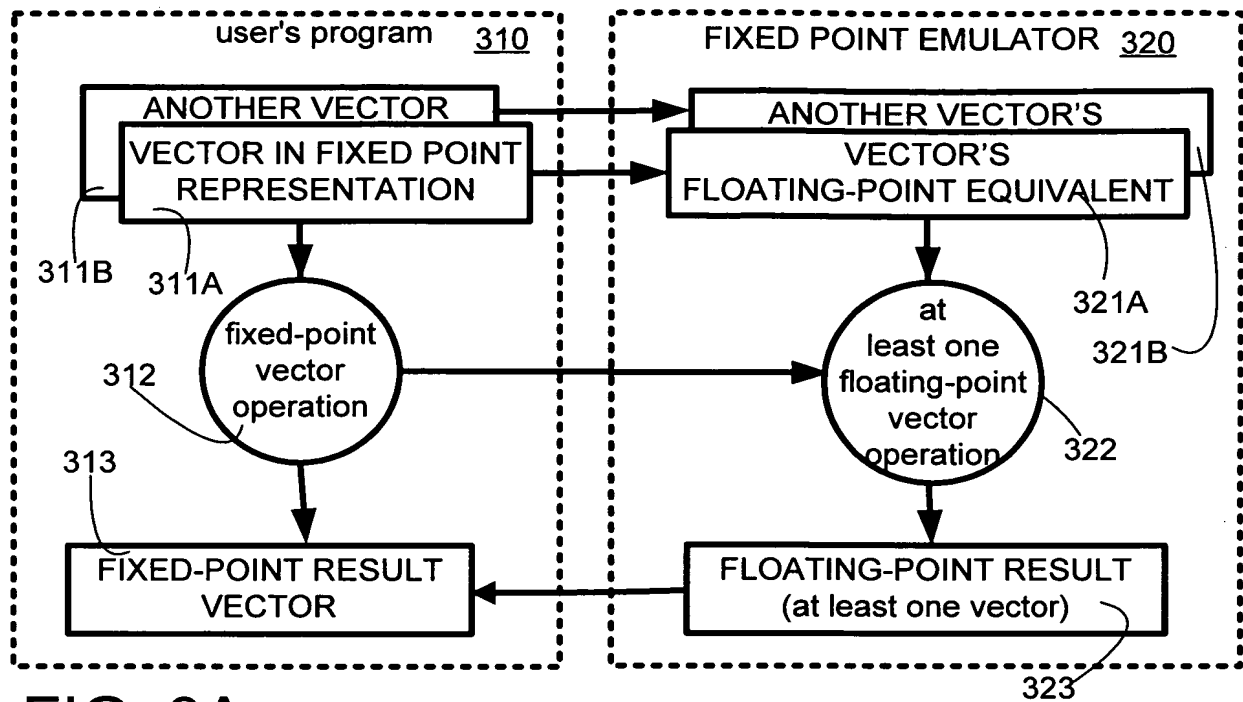 user's program 310
ANOTHER VECTOR
VECTOR IN FIXED POINT
REPRESENTATION
311B
311A
fixed-point
vector
operation
312
313
FIXED-POINT RESULT
VECTOR
FIXED POINT EMULATOR 320
ANOTHER VECTOR'S
VECTOR'S
FLOATING-POINT EQUIVALENT
321A
321B
at
least one
floating-point
vector
operation
322
FLOATING-POINT RESULT
(at least one vector)
323